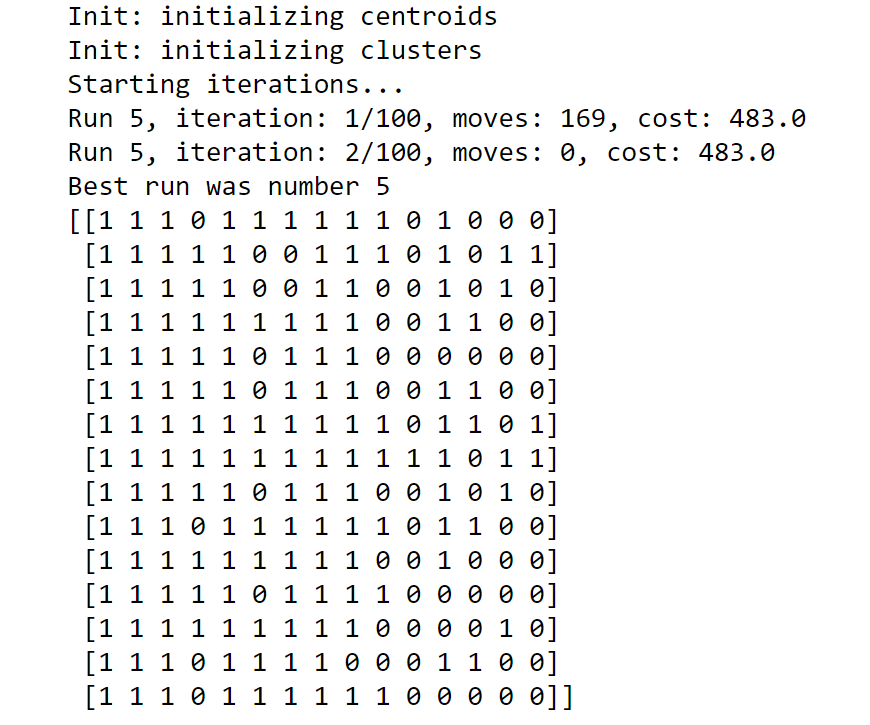 Init: initializing centroids
Init: initializing clusters
Starting iterations...
Run 5, iteration: 1/100, moves: 169, cost: 483.0
Run 5, iteration: 2/100, moves: 0, cost: 483.0
Best run was number 5
[[1 1 1 0 1 1 1 1 1 1 0 1 0 0 0]
[1 1 1 1 1 0 0 1 1 1 0 1 0 1 1]
[1 1 1 1 1 0 0 1 1 0 0 1 0 1 0]
[1 1 1 1 1 1 1 1 1 0 0 1 1 0 0]
[1 1 1 1 1 0 1 1 1 0 0 0 0 0 0]
[1 1 1 1 1 0 1 1 1 0 0 1 1 0 0]
[1 1 1 1 1 1 1 1 1 1 0 1 1 0 1]
[1 1 1 1 1 1 1 1 1 1 1 1 0 1 1]
[1 1 1 1 1 0 1 1 1 0 0 1 0 1 0]
[1 1 1 0 1 1 1 1 1 1 0 1 1 0 0]
[1 1 1 1 1 1 1 1 1 0 0 1 0 0 0]
[1 1 1 1 1 0 1 1 1 1 0 0 0 0 0]
[1 1 1 1 1 1 1 1 1 0 0 0 0 1 0]
[1 1 1 0 1 1 1 1 0 0 0 1 1 0 0]
[1 1 1 0 1 1 1 1 1 1 0 0 0 0 0]]